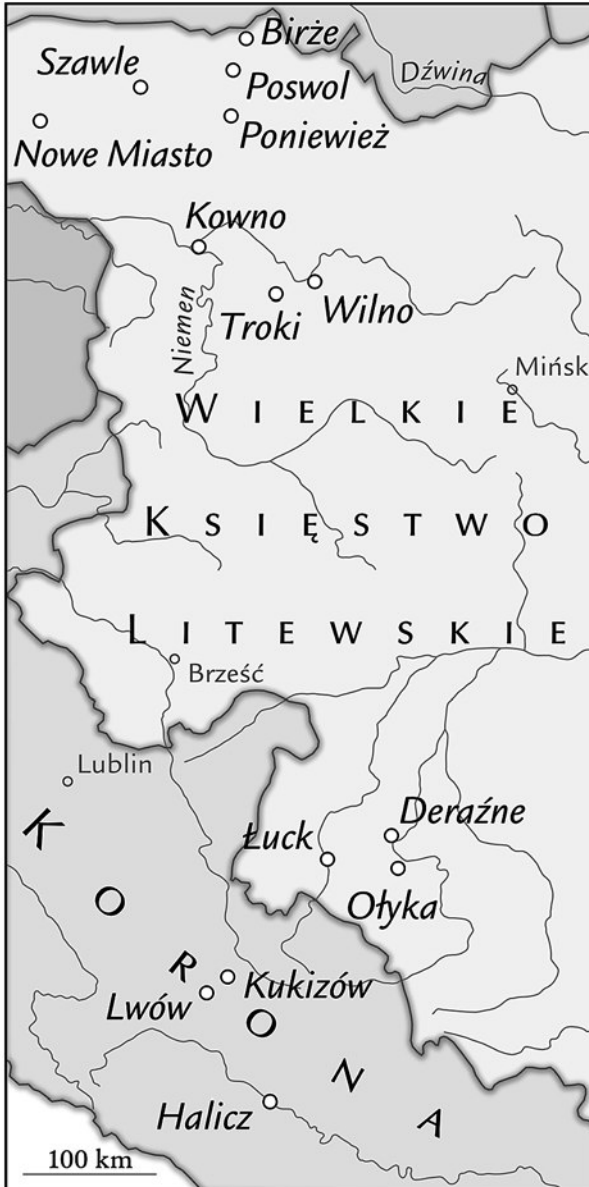 Birże
Szawle
Dźwina
Poswol
Poniewież
Nowe Miasto
Kowno
Niemen
Troki
Wilno
Mińsk
WIELKIE
KSIĘSTWO
LITEWSKIE
Brześć
Lublin
KORONA
Deraźne
Łuck
Ołyka
Kukizów
Lwów
Halicz
100 km